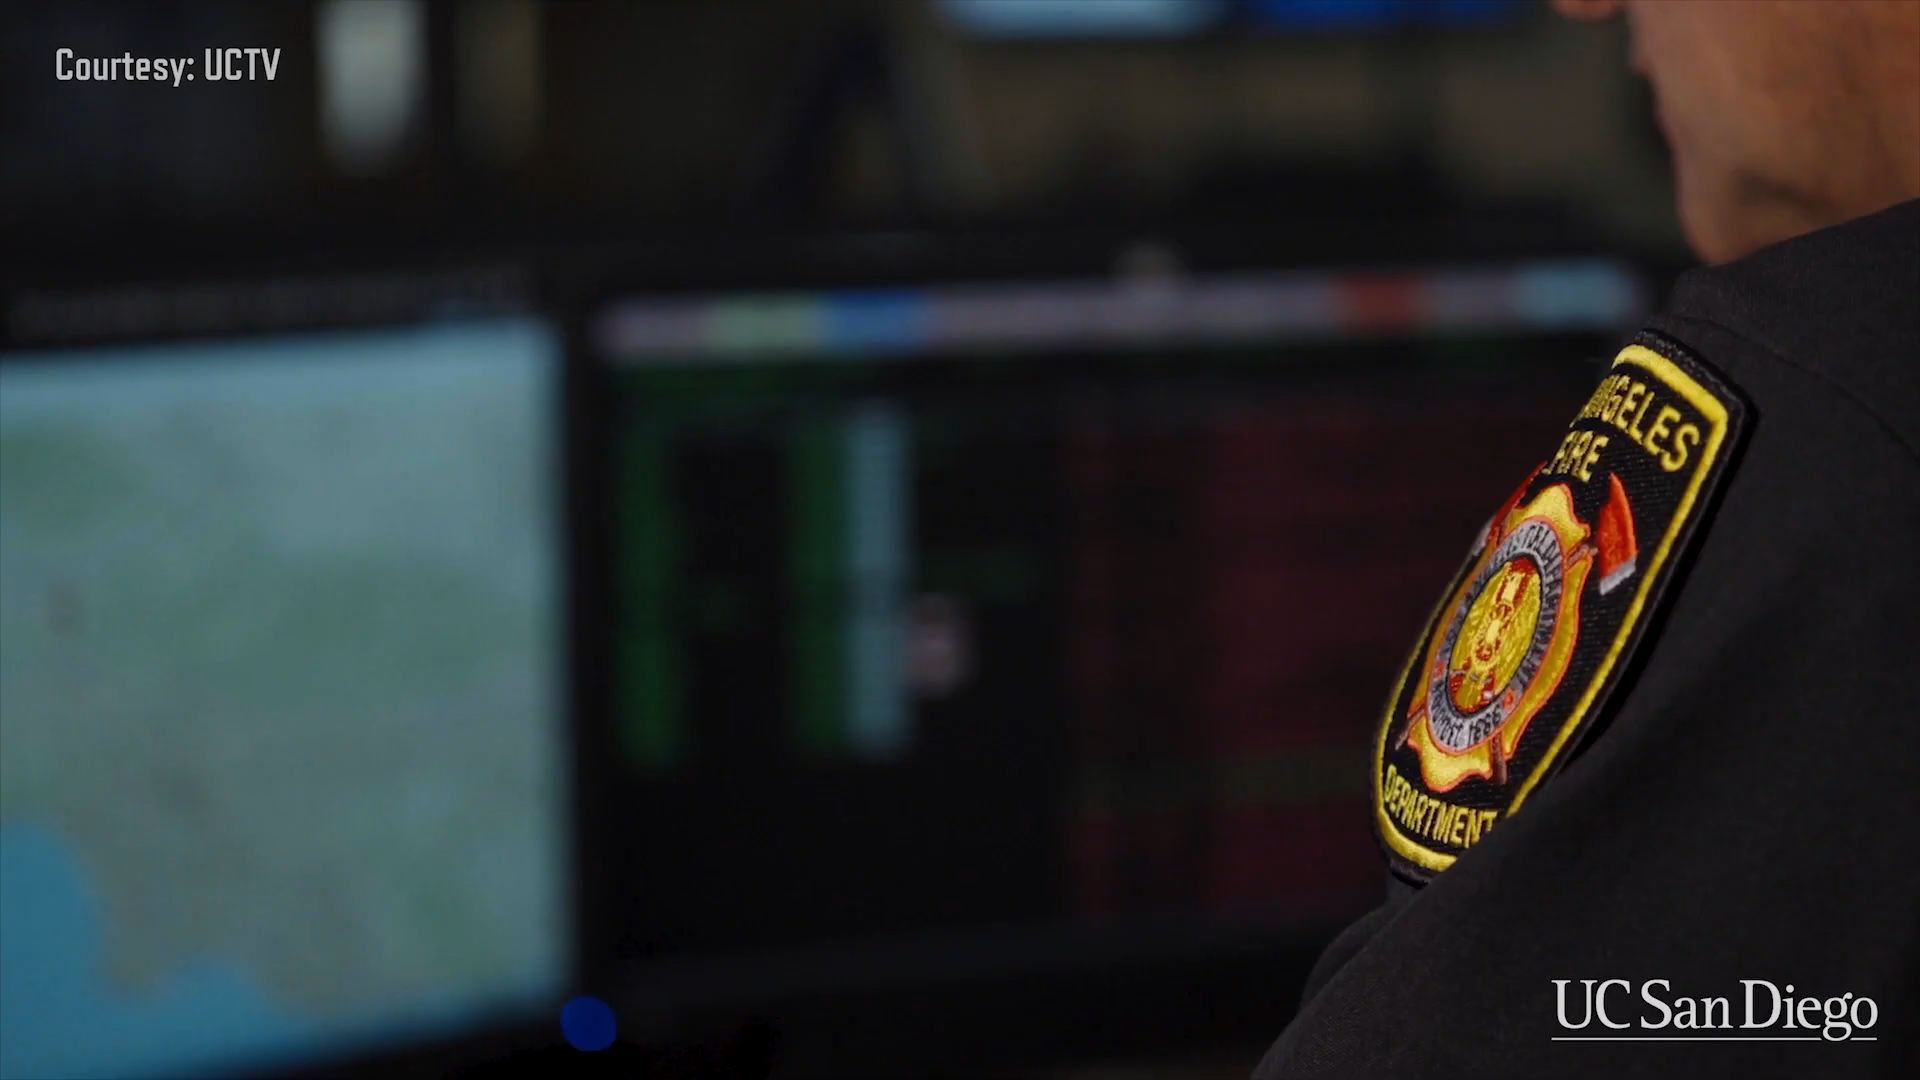 Courtesy: UCTV
ANGELES
FIRE
DEPARTMENT
UC San Diego